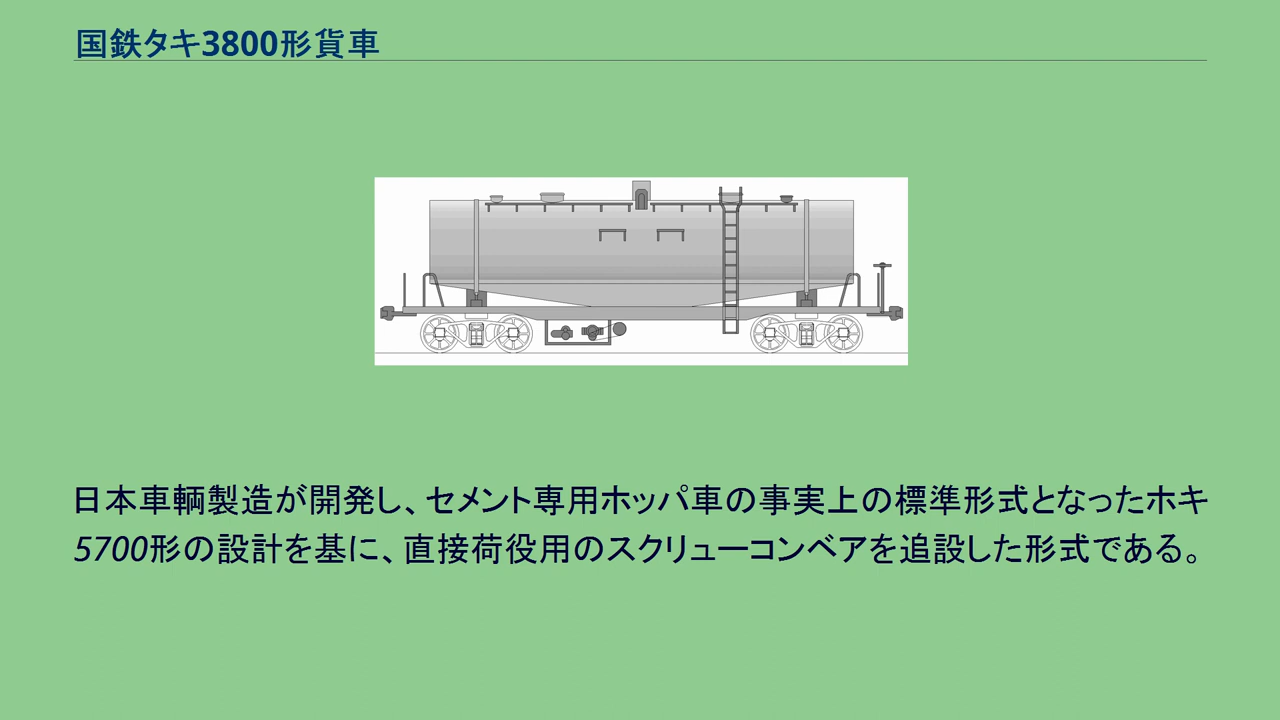 国鉄タキ3800形貨車
日本車輌製造が開発し、セメント専用ホッパ車の事実上の標準形式となったホキ
5700形の設計を基に、直接荷役用のスクリューコンベアを追設した形式である。